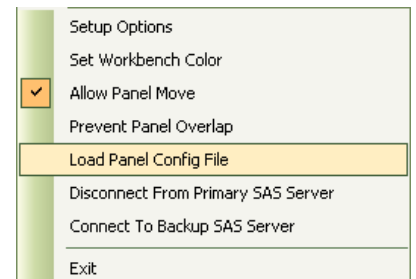 Setup Options
Set Workbench Color
Allow Panel Move
Prevent Panel Overlap
Load Panel Config File
Disconnect From Primary SAS Server
Connect To Backup SAS Server
Exit